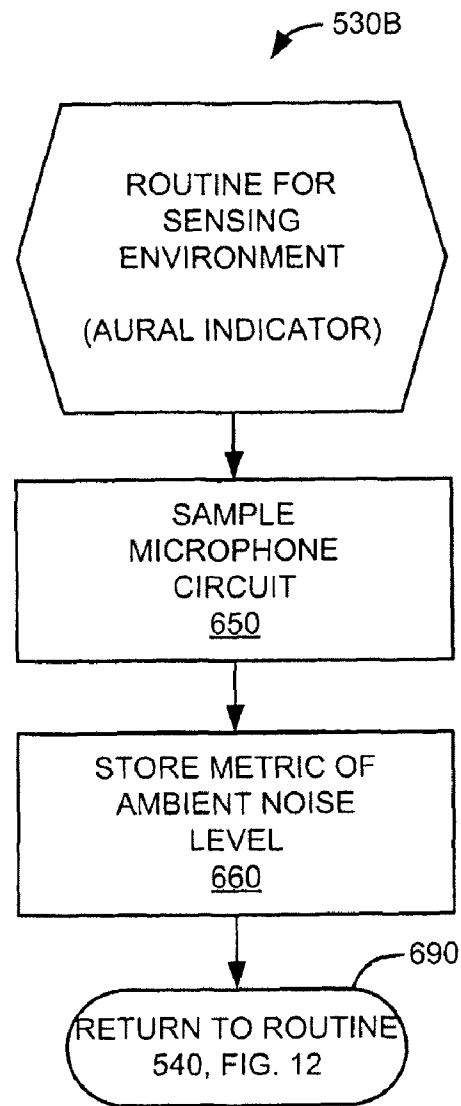 530B
ROUTINE FOR
SENSING
ENVIRONMENT
(AURAL INDICATOR)
SAMPLE
MICROPHONE
CIRCUIT
650
STORE METRIC OF
AMBIENT NOISE
LEVEL
660
690
RETURN TO ROUTINE
540, FIG. 12